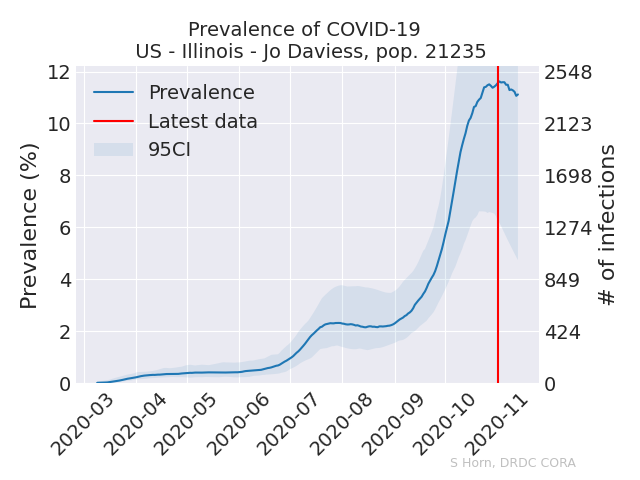 Prevalence of COVID-19
US - Illinois - Jo Daviess, pop. 21235
Prevalence
Latest data
95CI
Prevalence (%)
12
10
8
6
4
2
0
2548
2123
1698
1274
849
424
0
# of infections
2020-03
2020-04
2020-05
2020-06
2020-07
2020-08
2020-09
2020-10
2020-11
S Horn, DRDC CORA